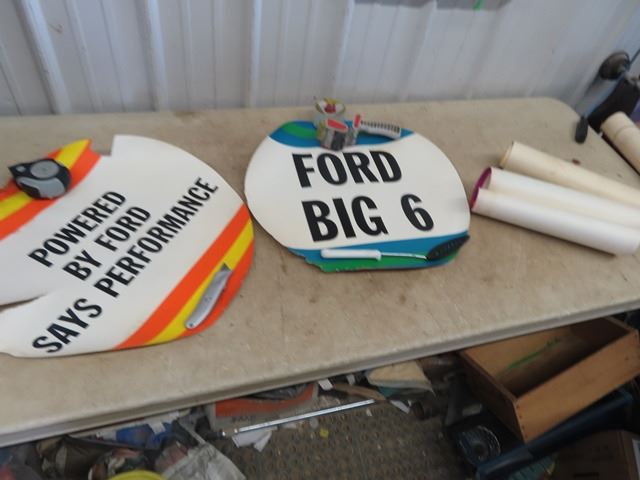 POWERED
BY FORD
SAYS PERFORMANCE
FORD
BIG 6